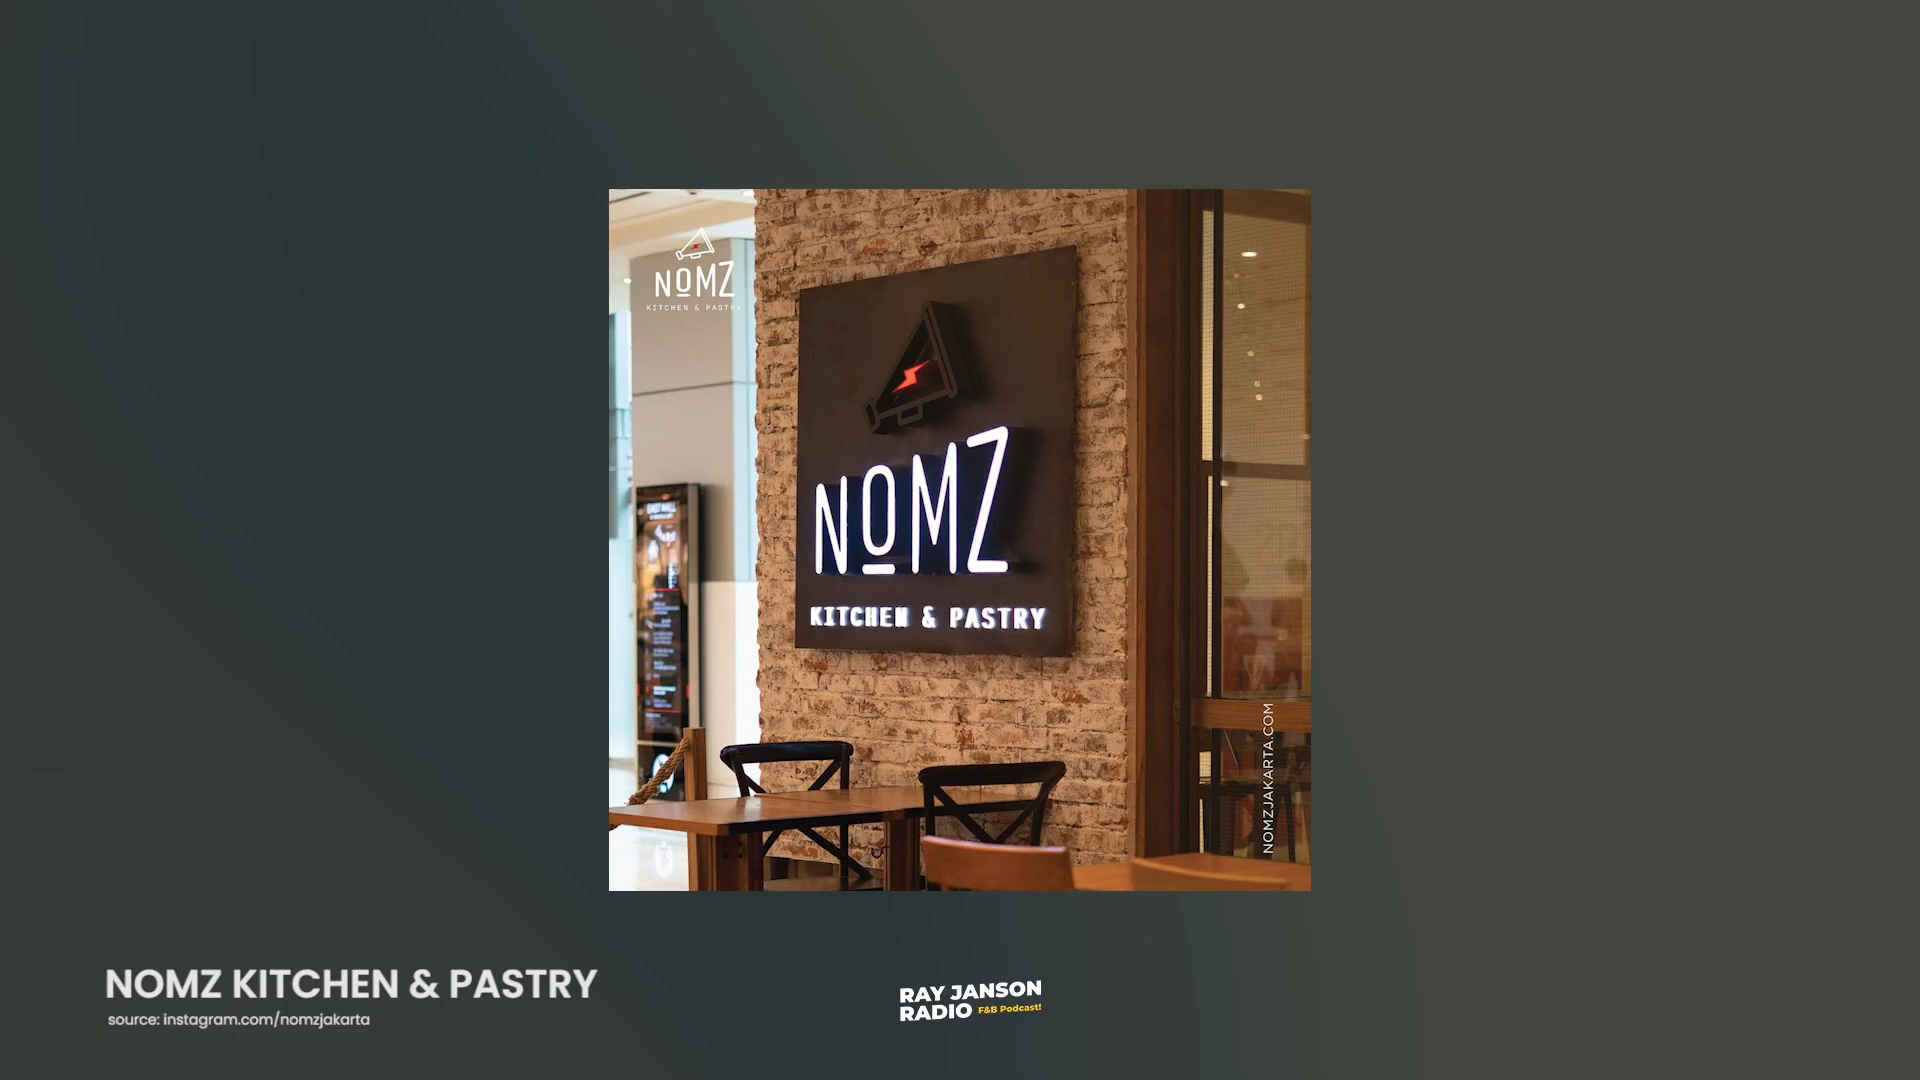 NOMZ
KITCHEN & PASTRY
NOMZ
KITCHEN & PASTRY
NOMZJAKARTA.COM
NOMZ KITCHEN & PASTRY
source: instagram.com/nomzjakarta
RAY JANSON
RADIO F&B Podcast!